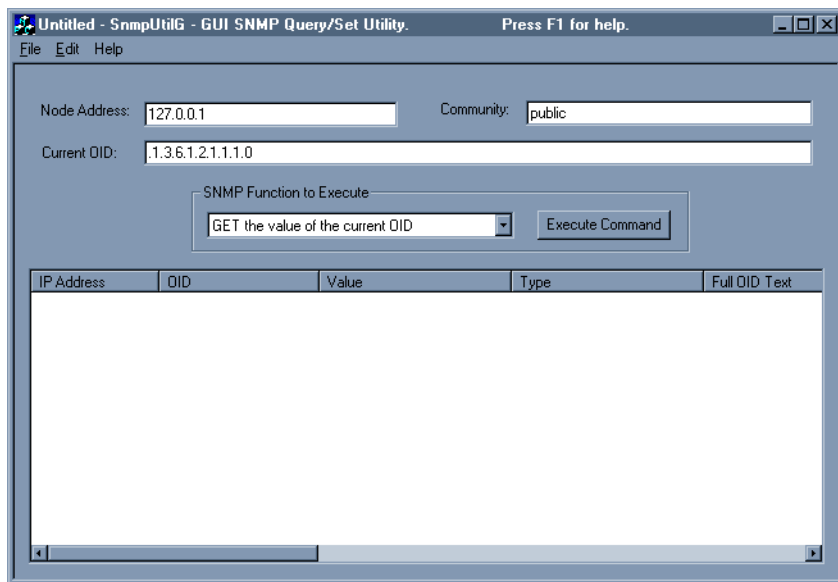 Untitled - SnmpUtilG - GUI SNMP Query/Set Utility. Press F1 for help.
File Edit Help
Node Address: 127.0.0.1 Community: public
Current OID: .1.3.6.1.2.1.1.1.0
SNMP Function to Execute
GET the value of the current OID Execute Command
IP Address OID Value Type Full OID Text